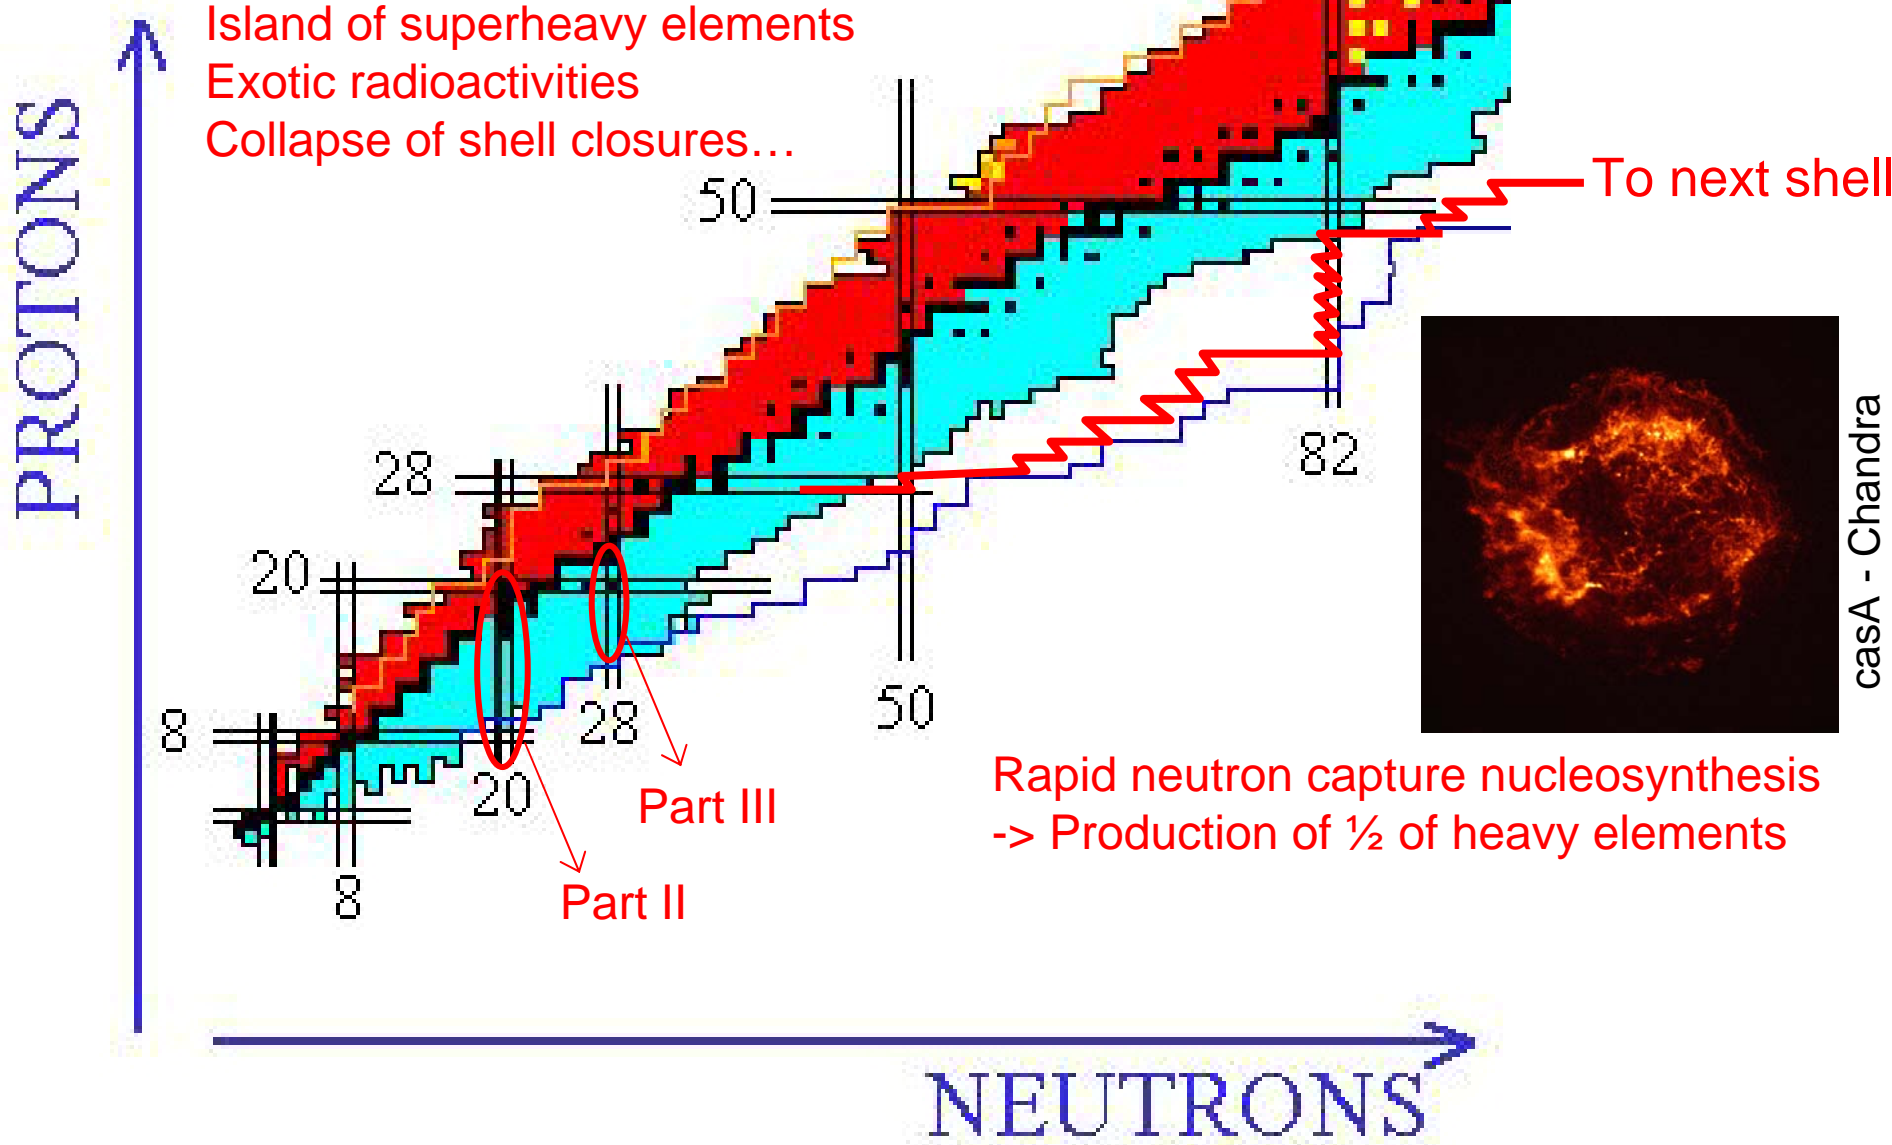 Island of superheavy elements
Exotic radioactivities
Collapse of shell closures…
PROTONS
50
To next shell
28
82
20
casA - Chandra
8
50
28
20
Part III
Rapid neutron capture nucleosynthesis
-> Production of ½ of heavy elements
8
Part II
NEUTRONS